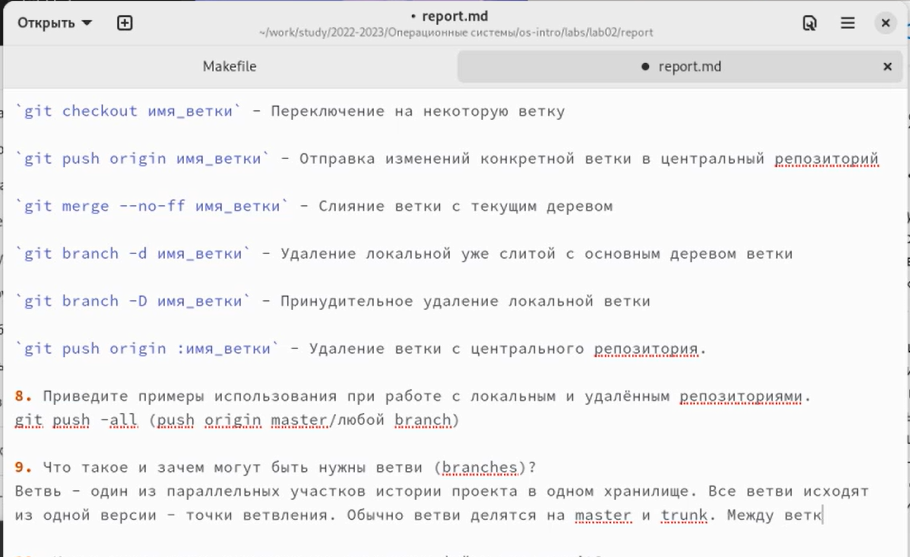 Открыть
• report.md
~/work/study/2022-2023/Операционные системы/os-intro/labs/lab02/report
Makefile
● report.md
`git checkout имя_ветки` - Переключение на некоторую ветку
`git push origin имя_ветки` - Отправка изменений конкретной ветки в центральный репозиторий
`git merge --no-ff имя_ветки` - Слияние ветки с текущим деревом
`git branch -d имя_ветки` - Удаление локальной уже слитой с основным деревом ветки
`git branch -D имя_ветки` - Принудительное удаление локальной ветки
`git push origin :имя_ветки` - Удаление ветки с центрального репозитория.
8. Приведите примеры использования при работе с локальным и удалённым репозиториями.
git push -all (push origin master/любой branch)
9. Что такое и зачем могут быть нужны ветви (branches)?
Ветвь - один из параллельных участков истории проекта в одном хранилище. Все ветви исходят
из одной версии - точки ветвления. Обычно ветви делятся на master и trunk. Между ветк